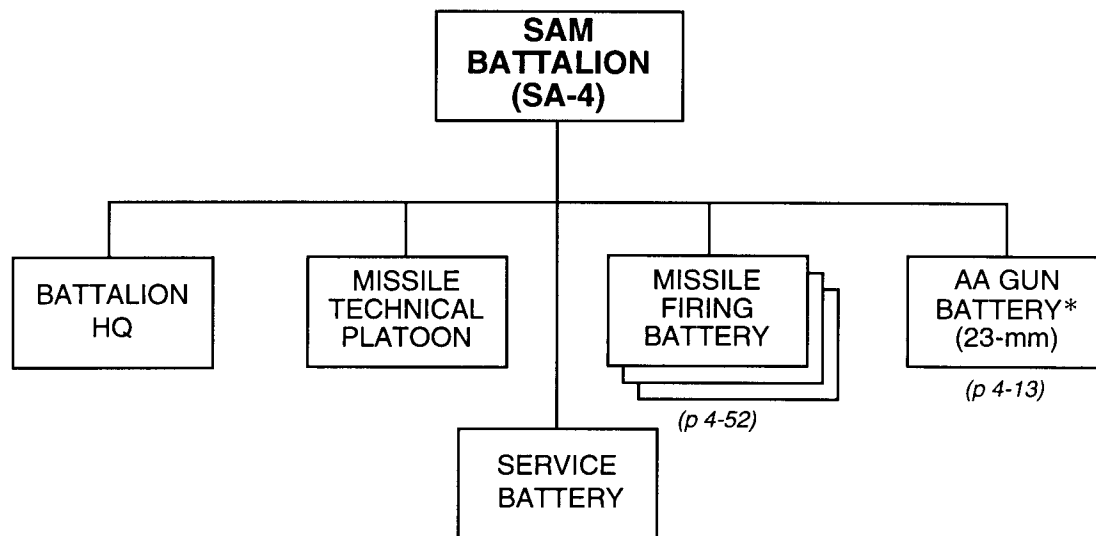 SAM
BATTALION
(SA-4)
BATTALION
HQ
MISSILE
TECHNICAL
PLATOON
MISSILE
FIRING
BATTERY
(p 4-52)
AA GUN
BATTERY*
(23-mm)
(p 4-13)
SERVICE
BATTERY